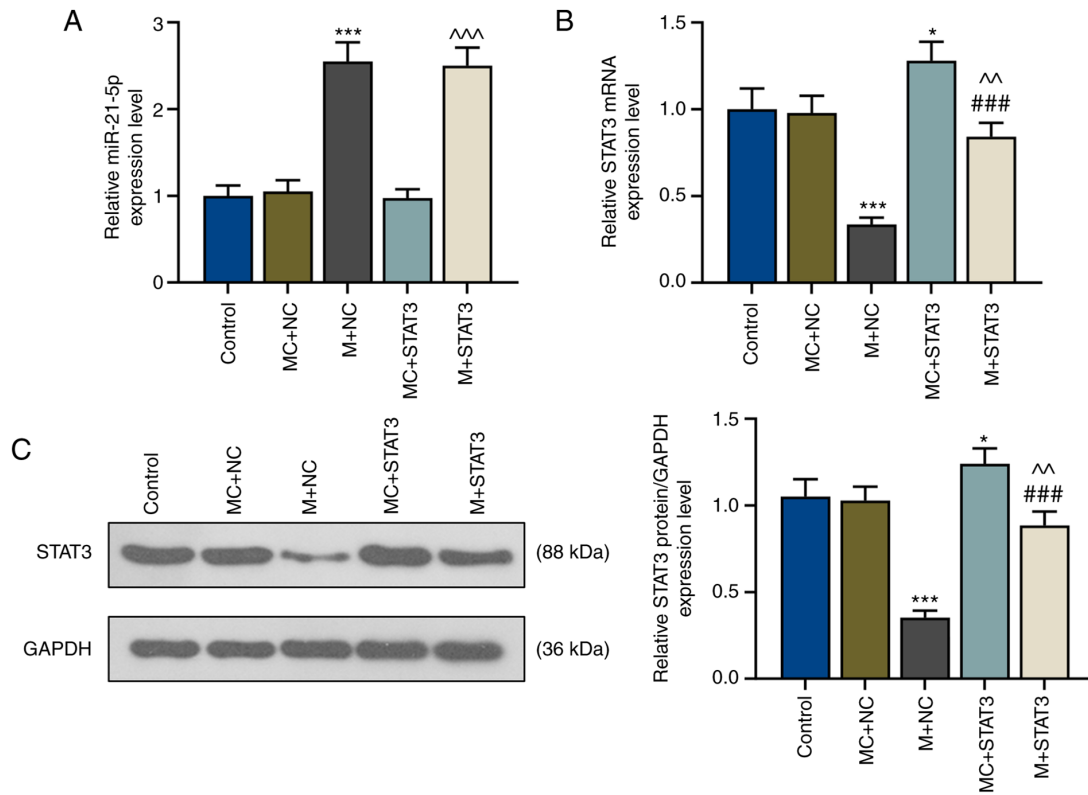 A
Relative miR-21-5p
expression level
3
2
1
0
***
^^^
Control
MC+NC
M+NC
MC+STAT3
M+STAT3
B
Relative STAT3 mRNA
expression level
1.5
1.0
0.5
0.0
***
*
^^
###
Control
MC+NC
M+NC
MC+STAT3
M+STAT3
C
Control
MC+NC
M+NC
MC+STAT3
M+STAT3
STAT3
(88 kDa)
GAPDH
(36 kDa)
Relative STAT3 protein/GAPDH
expression level
1.5
1.0
0.5
0.0
***
*
^^
###
Control
MC+NC
M+NC
MC+STAT3
M+STAT3